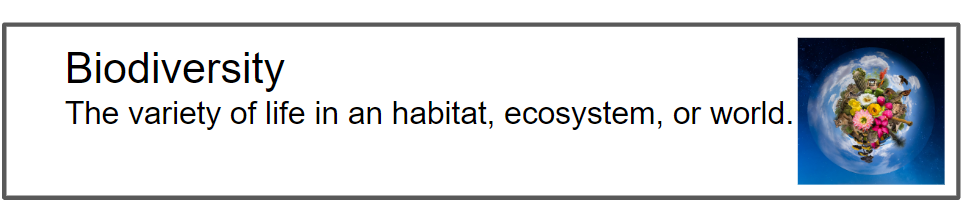 Biodiversity
The variety of life in an habitat, ecosystem, or world.